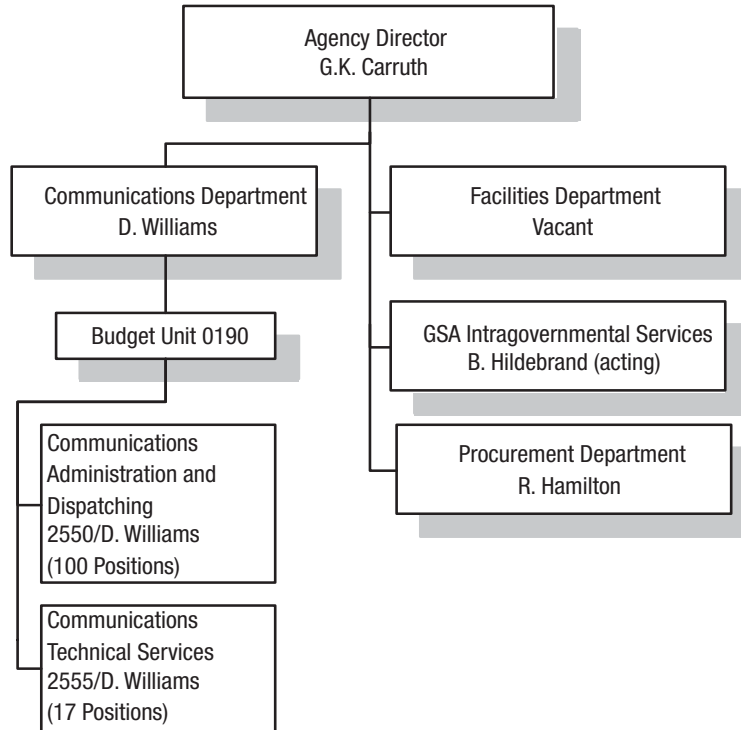 Agency Director
G.K. Carruth
Communications Department
D. Williams
Facilities Department
Vacant
Budget Unit 0190
GSA Intragovernmental Services
B. Hildebrand (acting)
Communications
Administration and
Dispatching
2550/D. Williams
(100 Positions)
Procurement Department
R. Hamilton
Communications
Technical Services
2555/D. Williams
(17 Positions)